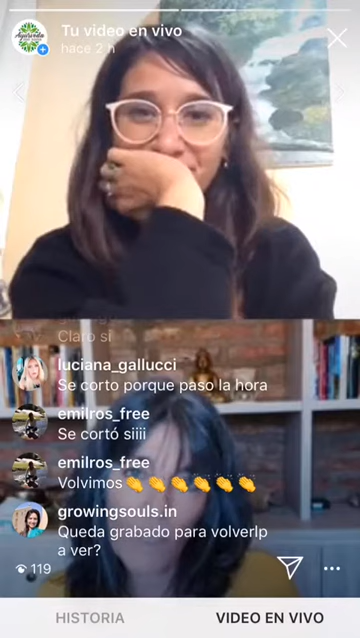 Tu video en vivo
hace 2 h
Ayurveda
Claro si
luciana_gallucci
Se corto porque paso la hora
emilros_free
Se cortó siiii
emilros_free
Volvimos👏👏👏👏👏👏
growingsouls.in
Queda grabado para volverlp
a ver?
119
HISTORIA
VIDEO EN VIVO